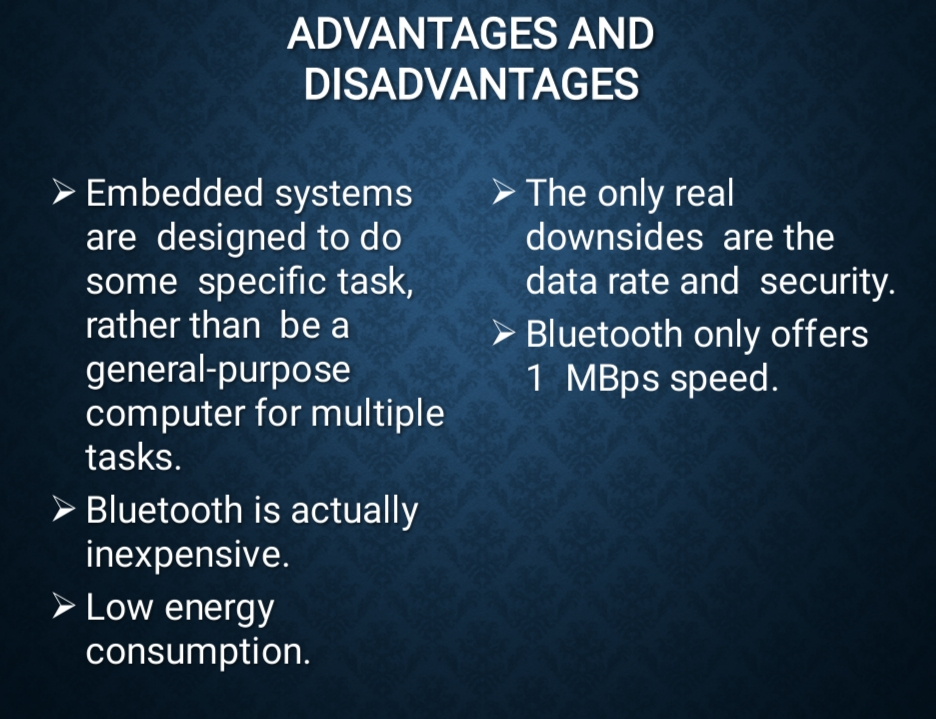 ADVANTAGES AND
DISADVANTAGES
➢ Embedded systems
are designed to do
some specific task,
rather than be a
general-purpose
computer for multiple
tasks.
➢ Bluetooth is actually
inexpensive.
➢ Low energy
consumption.
➢ The only real
downsides are the
data rate and security.
➢ Bluetooth only offers
1 MBps speed.